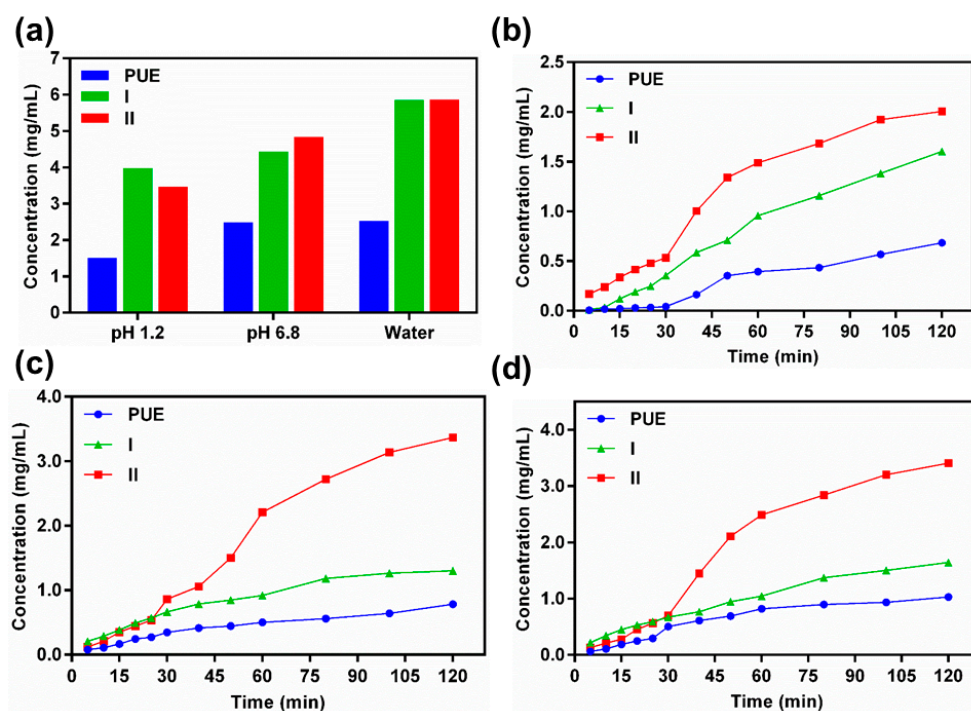 (a)
Concentration (mg/mL)
7
6
5
4
3
2
1
0
PUE
I
II
pH 1.2
pH 6.8
Water
(b)
Concentration (mg/mL)
2.5
2.0
1.5
1.0
0.5
0.0
PUE
I
II
0 15 30 45 60 75 90 105 120
Time (min)
(c)
Concentration (mg/mL)
4.0
3.0
2.0
1.0
0.0
PUE
I
II
0 15 30 45 60 75 90 105 120
Time (min)
(d)
Concentration (mg/mL)
4.0
3.0
2.0
1.0
0.0
PUE
I
II
0 15 30 45 60 75 90 105 120
Time (min)